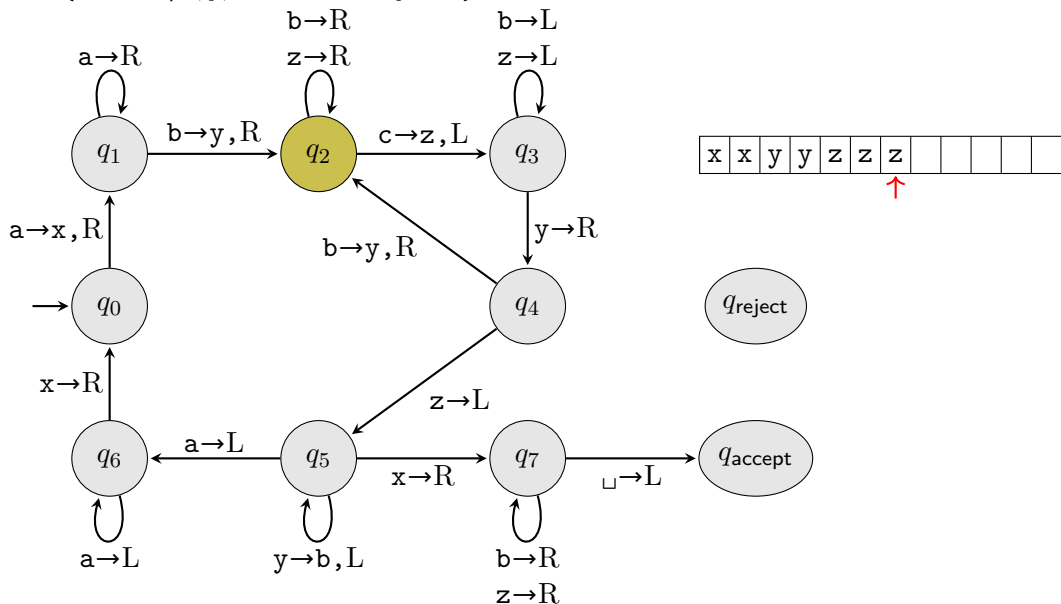 b→R
b→L
a→R
z→R
z→L
b→y,R
c→z,L
q1
q2
q3
x x y y z z z
↑
a→x,R
b→y,R
y→R
q0
q4
qreject
x→R
z→L
a→L
q6
q5
x→R
q7
␣→L
qaccept
a→L
y→b,L
b→R
z→R